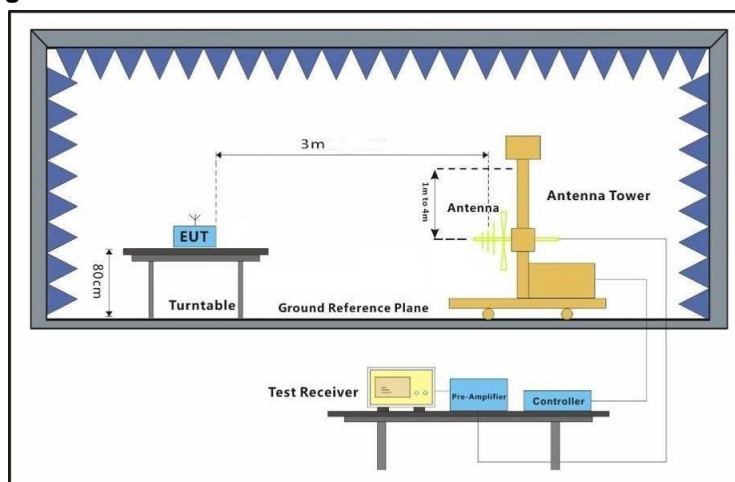 3m
1m to 4m
Antenna
Antenna Tower
EUT
80cm
Turntable
Ground Reference Plane
Test Receiver
Pre-Amplifier
Controller